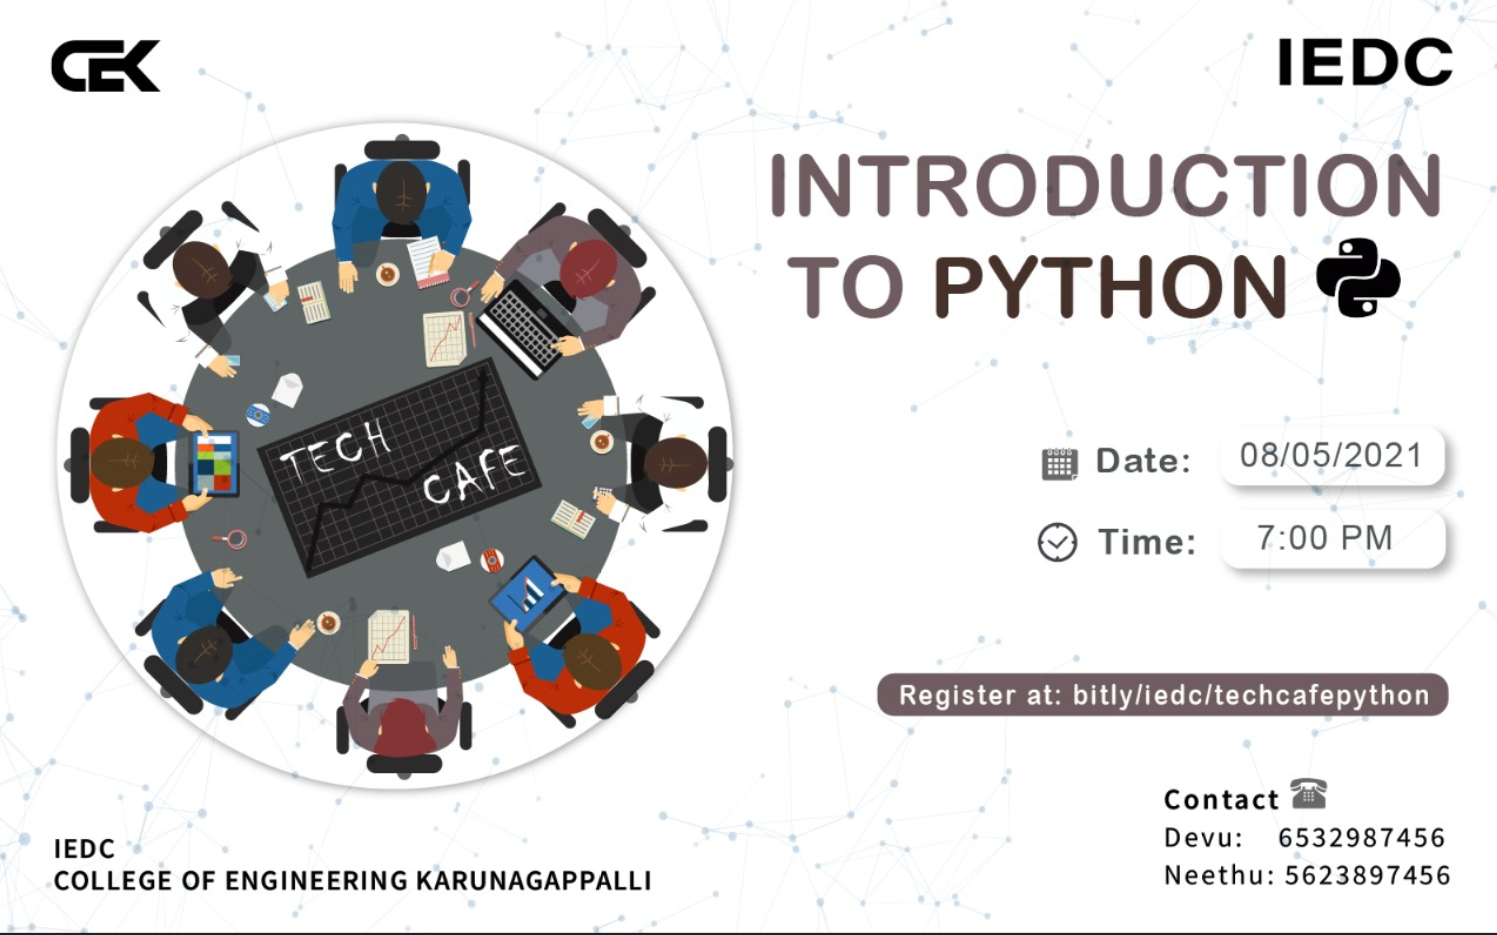 CEK
IEDC
INTRODUCTION
TO PYTHON
TECH
CAFE
Date: 08/05/2021
Time: 7:00 PM
Register at: bitly/iedc/techcafepython
Contact
Devu: 6532987456
Neethu: 5623897456
IEDC
COLLEGE OF ENGINEERING KARUNAGAPPALLI